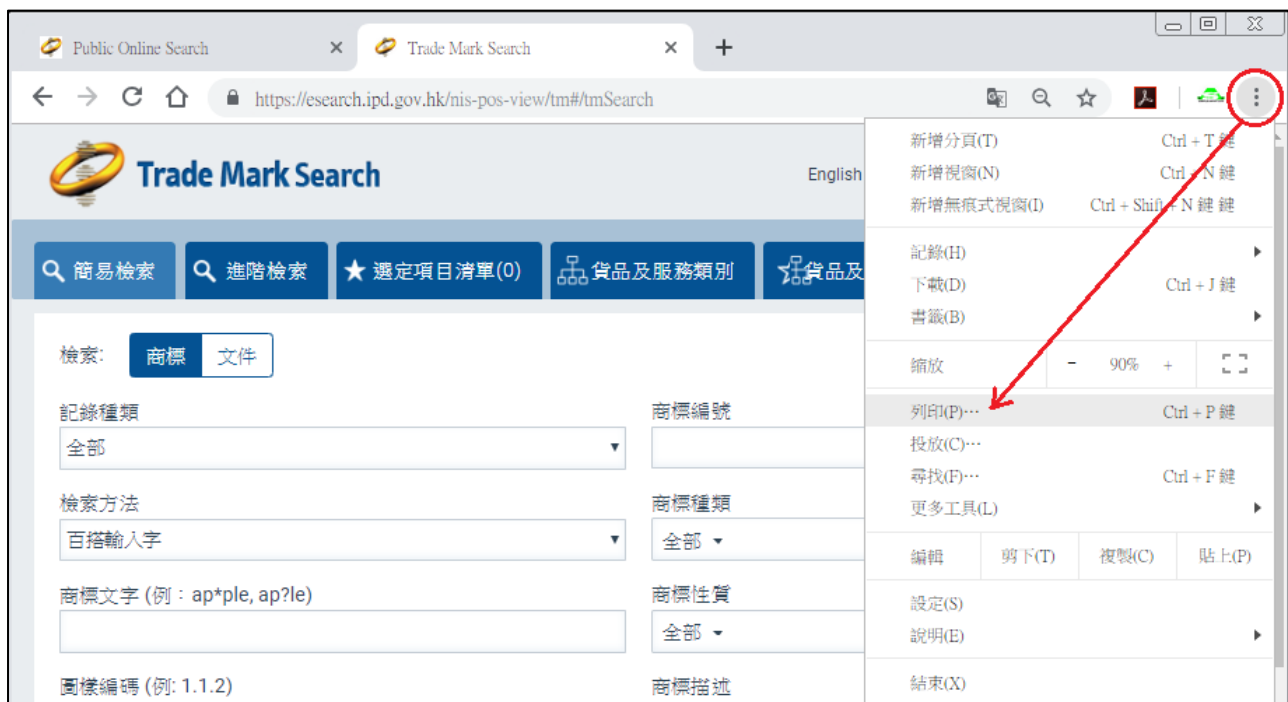 Public Online Search
Trade Mark Search
https://esearch.ipd.gov.hk/nis-pos-view/tm#/tmSearch
Trade Mark Search
English
簡易檢索
進階檢索
選定項目清單(0)
貨品及服務類別
貨品及
檢索:
商標
文件
記錄種類
全部
商標編號
檢索方法
百搭輸入字
商標種類
全部
商標文字 (例：ap*ple, ap?le)
商標性質
全部
圖樣編碼 (例: 1.1.2)
商標描述
新增分頁(T) Ctrl + T 鍵
新增視窗(N) Ctrl + N 鍵
新增無痕式視窗(I) Ctrl + Shift + N 鍵 鍵
記錄(H)
下載(D) Ctrl + J 鍵
書籤(B)
縮放 - 90% +
列印(P)⋯ Ctrl + P 鍵
投放(C)⋯
尋找(F)⋯ Ctrl + F 鍵
更多工具(L)
編輯 剪下(T) 複製(C) 貼上(P)
設定(S)
說明(E)
結束(X)